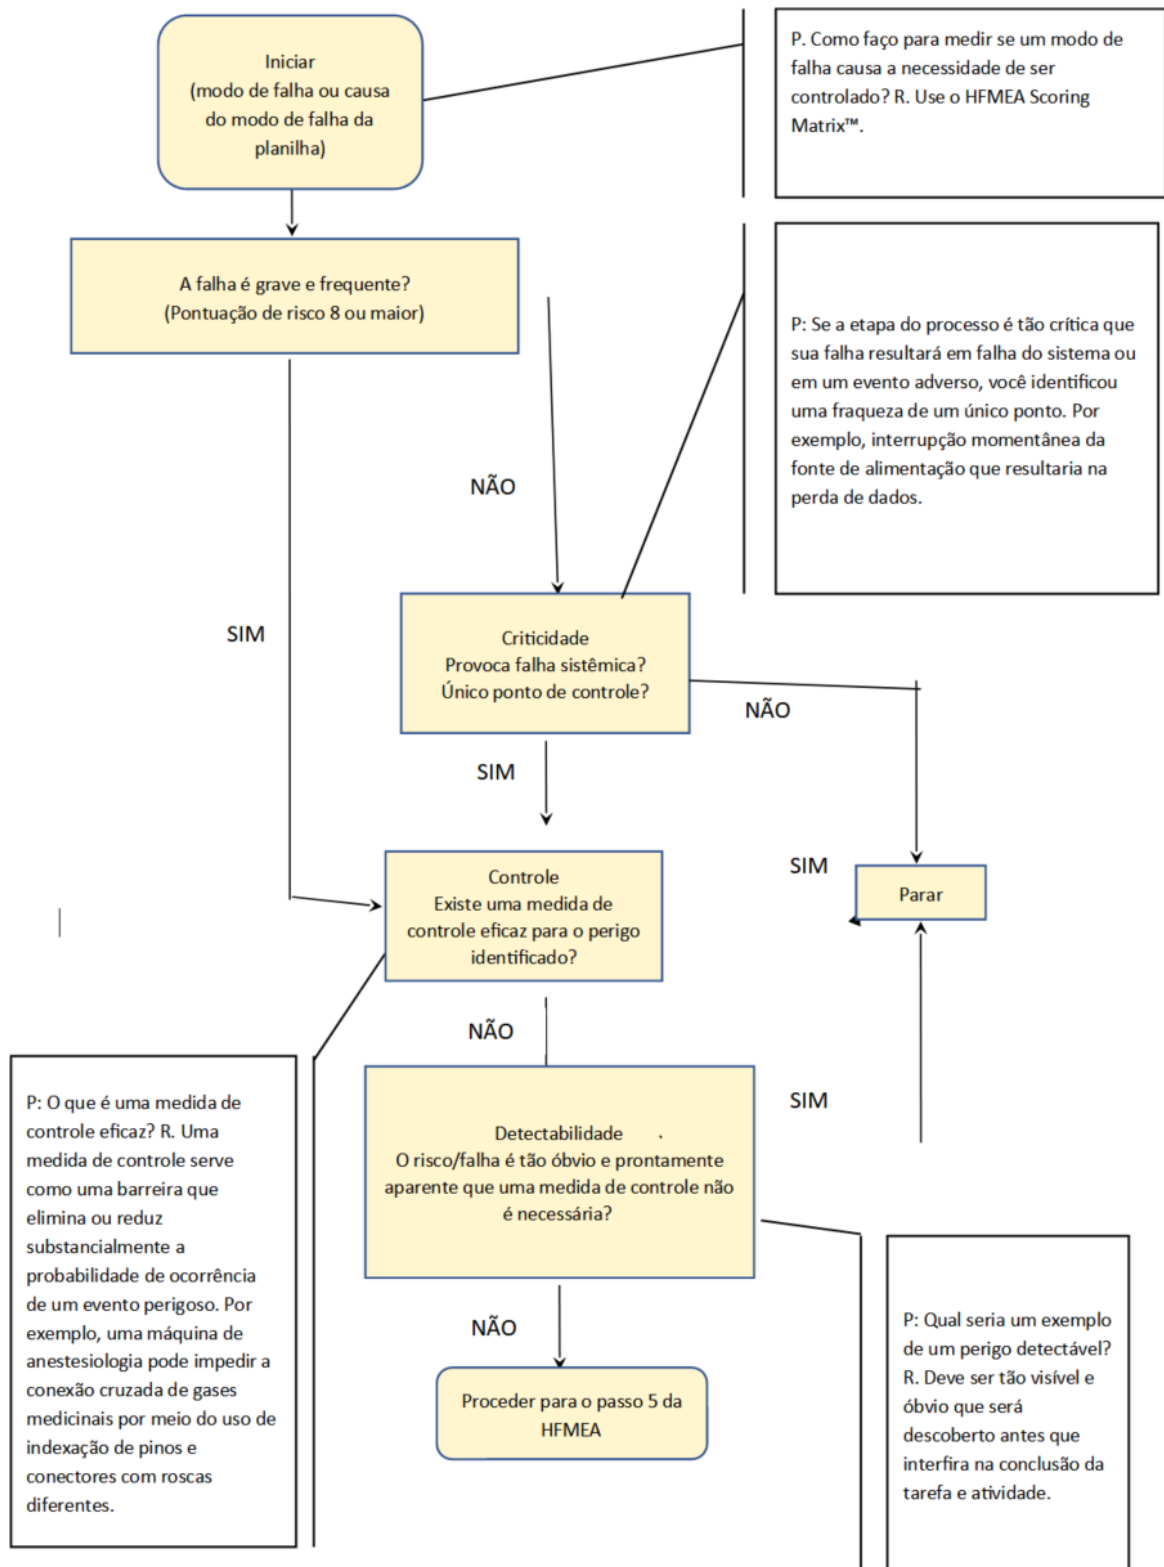 Iniciar
(modo de falha ou causa
do modo de falha da
planilha)
P. Como faço para medir se um modo de
falha causa a necessidade de ser
controlado? R. Use o HFMEA Scoring
Matrix™.
A falha é grave e frequente?
(Pontuação de risco 8 ou maior)
P: Se a etapa do processo é tão crítica que
sua falha resultará em falha do sistema ou
em um evento adverso, você identificou
uma fraqueza de um único ponto. Por
exemplo, interrupção momentânea da
fonte de alimentação que resultaria na
perda de dados.
NÃO
SIM
Criticidade
Provoca falha sistêmica?
Único ponto de controle?
NÃO
SIM
Controle
Existe uma medida de
controle eficaz para o perigo
identificado?
SIM
Parar
NÃO
P: O que é uma medida de
controle eficaz? R. Uma
medida de controle serve
como uma barreira que
elimina ou reduz
substancialmente a
probabilidade de ocorrência
de um evento perigoso. Por
exemplo, uma máquina de
anestesiologia pode impedir a
conexão cruzada de gases
medicinais por meio do uso de
indexação de pinos e
conectores com roscas
diferentes.
Detectabilidade
O risco/falha é tão óbvio e prontamente
aparente que uma medida de controle não
é necessária?
SIM
NÃO
Proceder para o passo 5 da
HFMEA
P: Qual seria um exemplo
de um perigo detectável?
R. Deve ser tão visível e
óbvio que será
descoberto antes que
interfira na conclusão da
tarefa e atividade.